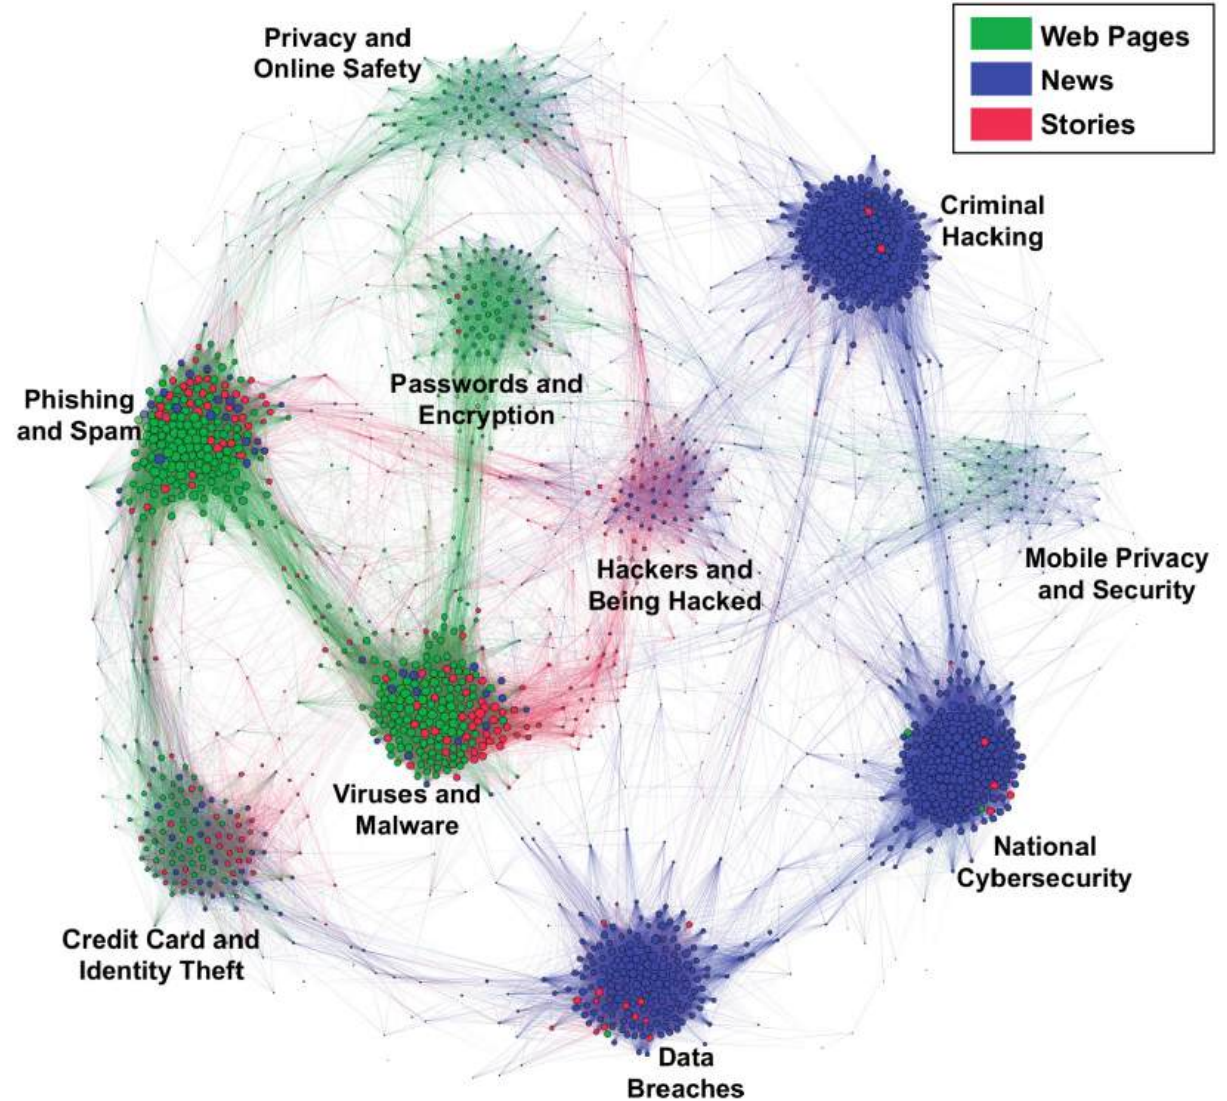 Privacy and
Online Safety
Web Pages
News
Stories
Criminal
Hacking
Phishing
and Spam
Passwords and
Encryption
Hackers and
Being Hacked
Mobile Privacy
and Security
Viruses and
Malware
National
Cybersecurity
Credit Card and
Identity Theft
Data
Breaches